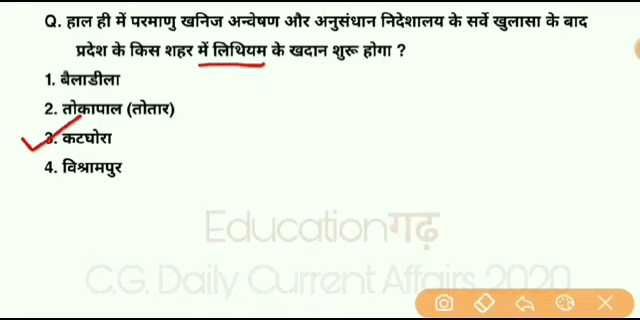 Q. हाल ही में परमाणु खनिज अन्वेषण और अनुसंधान निदेशालय के सर्वे खुलासा के बाद
प्रदेश के किस शहर में लिथियम के खदान शुरू होगा ?
1. बैलाडीला
2. तोकापाल (तोतार)
3. कटघोरा
4. विश्रामपुर
Educationगढ़
C.G. Daily Current Affairs 2020